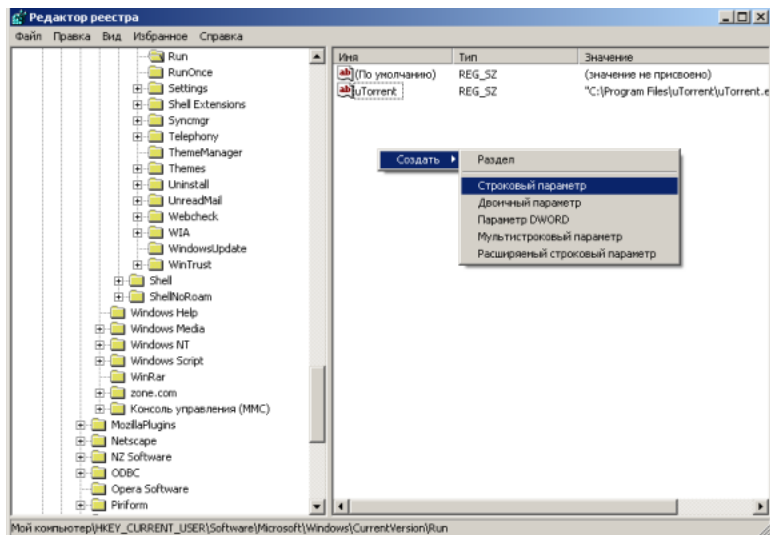 Редактор реестра
Файл Правка Вид Избранное Справка
Run
RunOnce
Settings
Shell Extensions
Syncmgr
Telephony
ThemeManager
Themes
Uninstall
UnreadMail
Webcheck
WIA
WindowsUpdate
WinTrust
Shell
ShellNoRoam
Windows Help
Windows Media
Windows NT
Windows Script
WinRar
zone.com
Консоль управления (MMC)
MozillaPlugins
Netscape
NZ Software
ODBC
Opera Software
Piriform
Имя Тип Значение
(По умолчанию) REG_SZ (значение не присвоено)
uTorrent REG_SZ "C:\Program Files\uTorrent\uTorrent.e
Создать Раздел
Строковый параметр
Двоичный параметр
Параметр DWORD
Мультистроковый параметр
Расширяемый строковый параметр
Мой компьютер\HKEY_CURRENT_USER\Software\Microsoft\Windows\CurrentVersion\Run